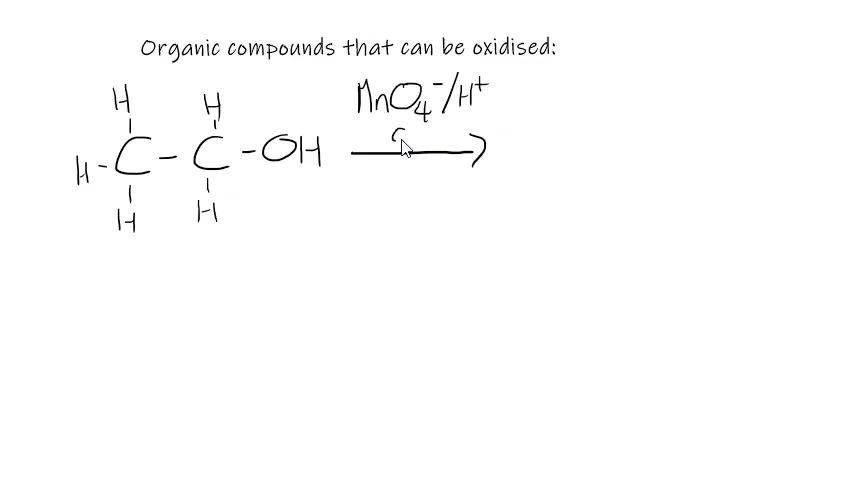 Organic compounds that can be oxidised:
MnO4⁻/H⁺
H H
H - C - C - OH
H H